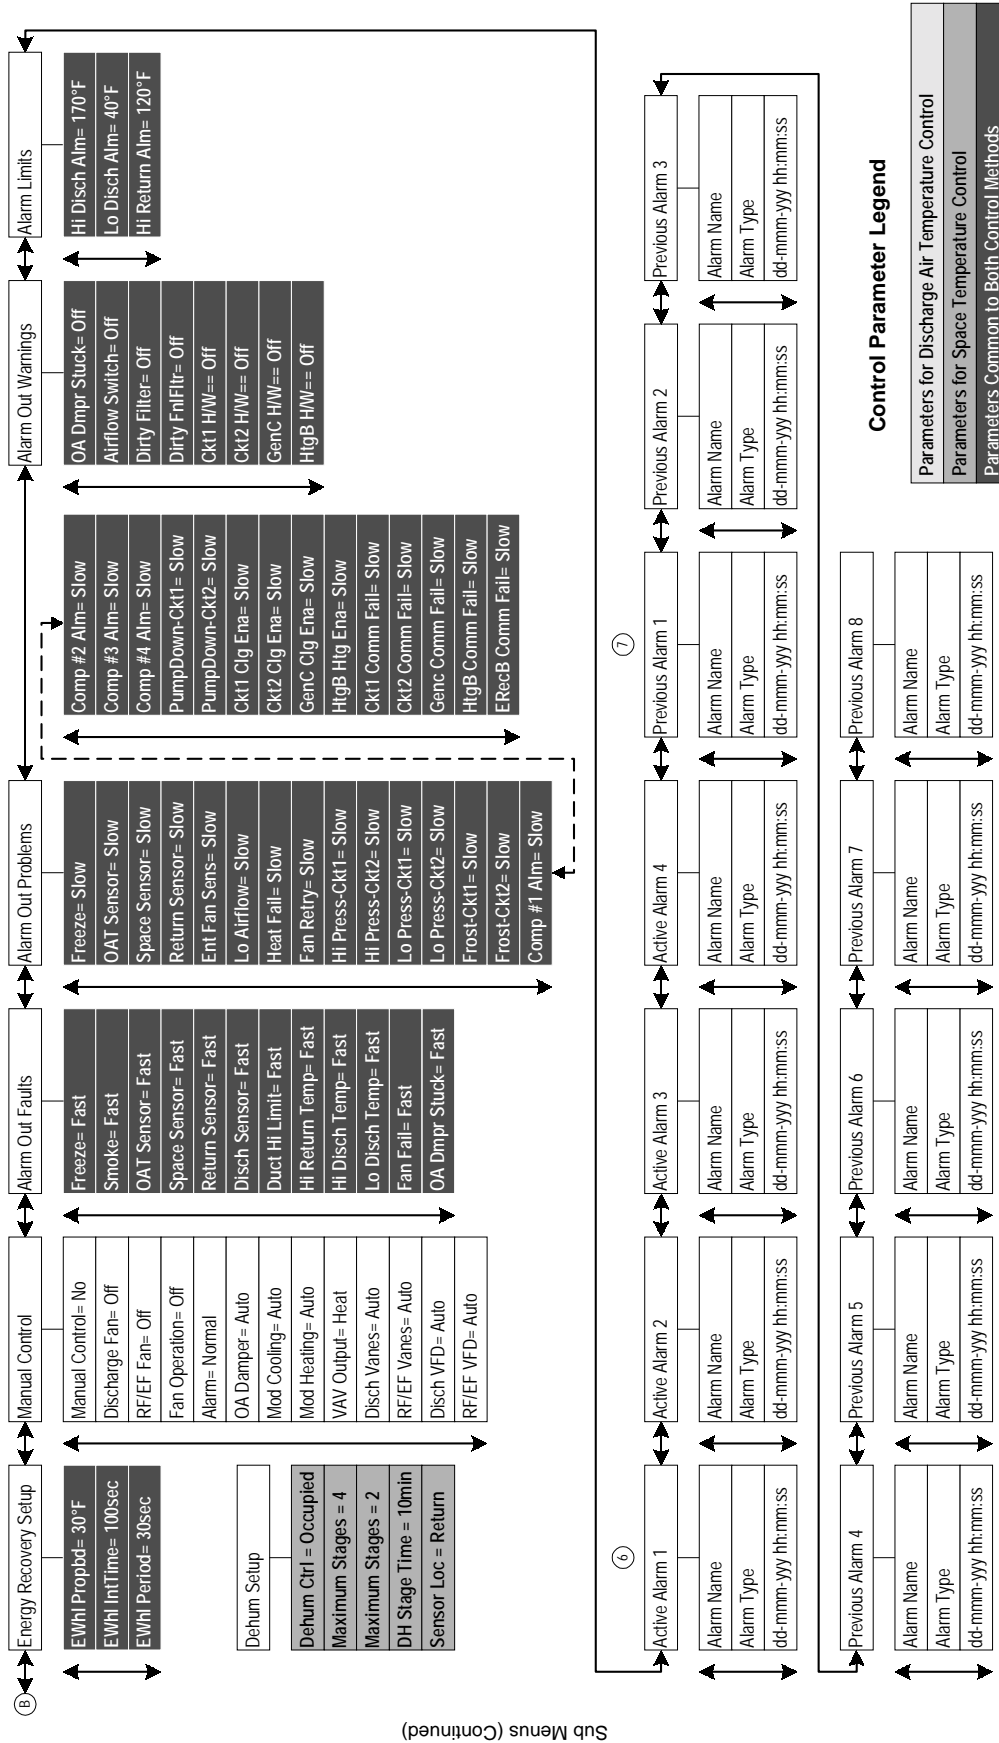 Sub Menus (Continued)
B
Energy Recovery Setup
EWhl Propbd= 30°F
EWhl IntTime= 100sec
EWhl Period= 30sec
Dehum Setup
Dehum Ctrl = Occupied
Maximum Stages = 4
Maximum Stages = 2
DH Stage Time = 10min
Sensor Loc = Return
Manual Control
Manual Control= No
Discharge Fan= Off
RF/EF Fan= Off
Fan Operation= Off
Alarm= Normal
OA Damper= Auto
Mod Cooling= Auto
Mod Heating= Auto
VAV Output= Heat
Disch Vanes= Auto
RF/EF Vanes= Auto
Disch VFD= Auto
RF/EF VFD= Auto
Alarm Out Faults
Freeze= Fast
Smoke= Fast
OAT Sensor= Fast
Space Sensor= Fast
Return Sensor= Fast
Disch Sensor= Fast
Duct Hi Limit= Fast
Hi Return Temp= Fast
Hi Disch Temp= Fast
Lo Disch Temp= Fast
Fan Fail= Fast
OA Dmpr Stuck= Fast
Alarm Out Problems
Freeze= Slow
OAT Sensor= Slow
Space Sensor= Slow
Return Sensor= Slow
Ent Fan Sens= Slow
Lo Airflow= Slow
Heat Fail= Slow
Fan Retry= Slow
Hi Press-Ckt1= Slow
Hi Press-Ckt2= Slow
Lo Press-Ckt1= Slow
Lo Press-Ckt2= Slow
Frost-Ckt1= Slow
Frost-Ckt2= Slow
Comp #1 Alm= Slow
Comp #2 Alm= Slow
Comp #3 Alm= Slow
Comp #4 Alm= Slow
PumpDown-Ckt1= Slow
PumpDown-Ckt2= Slow
Ckt1 Clg Ena= Slow
Ckt2 Clg Ena= Slow
GenC Clg Ena= Slow
HtgB Htg Ena= Slow
Ckt1 Comm Fail= Slow
Ckt2 Comm Fail= Slow
Genc Comm Fail= Slow
HtgB Comm Fail= Slow
ERecB Comm Fail= Slow
Alarm Out Warnings
OA Dmpr Stuck= Off
Airflow Switch= Off
Dirty Filter= Off
Dirty FnlFltr= Off
Ckt1 H/W== Off
Ckt2 H/W== Off
GenC H/W== Off
HtgB H/W== Off
Alarm Limits
Hi Disch Alm= 170°F
Lo Disch Alm= 40°F
Hi Return Alm= 120°F
6
Active Alarm 1
Alarm Name
Alarm Type
dd-mmm-yyy hh:mm:ss
Active Alarm 2
Alarm Name
Alarm Type
dd-mmm-yyy hh:mm:ss
Active Alarm 3
Alarm Name
Alarm Type
dd-mmm-yyy hh:mm:ss
Active Alarm 4
Alarm Name
Alarm Type
dd-mmm-yyy hh:mm:ss
7
Previous Alarm 1
Alarm Name
Alarm Type
dd-mmm-yyy hh:mm:ss
Previous Alarm 2
Alarm Name
Alarm Type
dd-mmm-yyy hh:mm:ss
Previous Alarm 3
Alarm Name
Alarm Type
dd-mmm-yyy hh:mm:ss
Previous Alarm 4
Alarm Name
Alarm Type
dd-mmm-yyy hh:mm:ss
Previous Alarm 5
Alarm Name
Alarm Type
dd-mmm-yyy hh:mm:ss
Previous Alarm 6
Alarm Name
Alarm Type
dd-mmm-yyy hh:mm:ss
Previous Alarm 7
Alarm Name
Alarm Type
dd-mmm-yyy hh:mm:ss
Previous Alarm 8
Alarm Name
Alarm Type
dd-mmm-yyy hh:mm:ss
Control Parameter Legend
Parameters for Discharge Air Temperature Control
Parameters for Space Temperature Control
Parameters Common to Both Control Methods